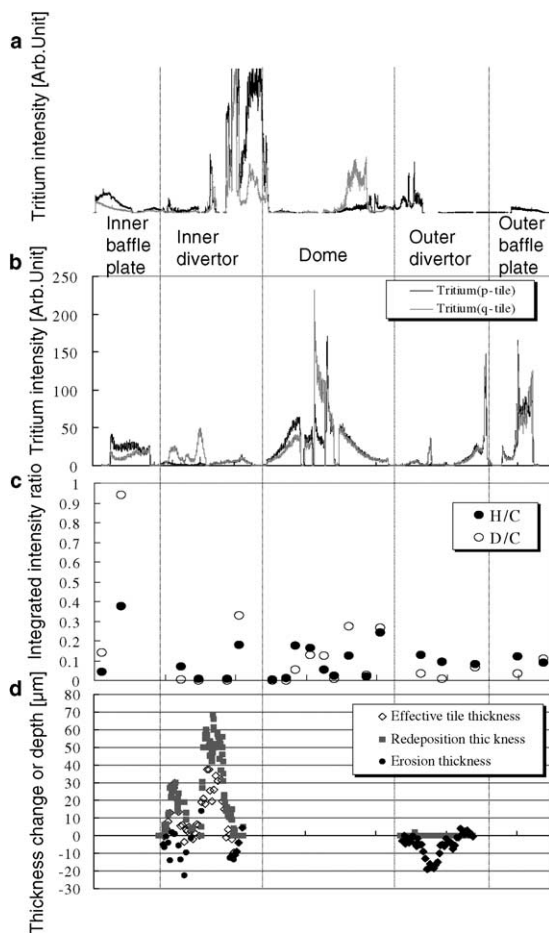 a
Tritium intensity [Arb.Unit]
Inner baffle plate
Inner divertor
Dome
Outer divertor
Outer baffle plate
b
Tritium intensity [Arb.Unit]
250
200
150
100
50
0
Tritium(p-tile)
Tritium(q-tile)
c
Integrated intensity ratio
1
0.9
0.8
0.7
0.6
0.5
0.4
0.3
0.2
0.1
0
H/C
D/C
d
Thickness change or depth [µm]
80
70
60
50
40
30
20
10
0
-10
-20
-30
Effective tile thickness
Redeposition thic kness
Erosion thickness